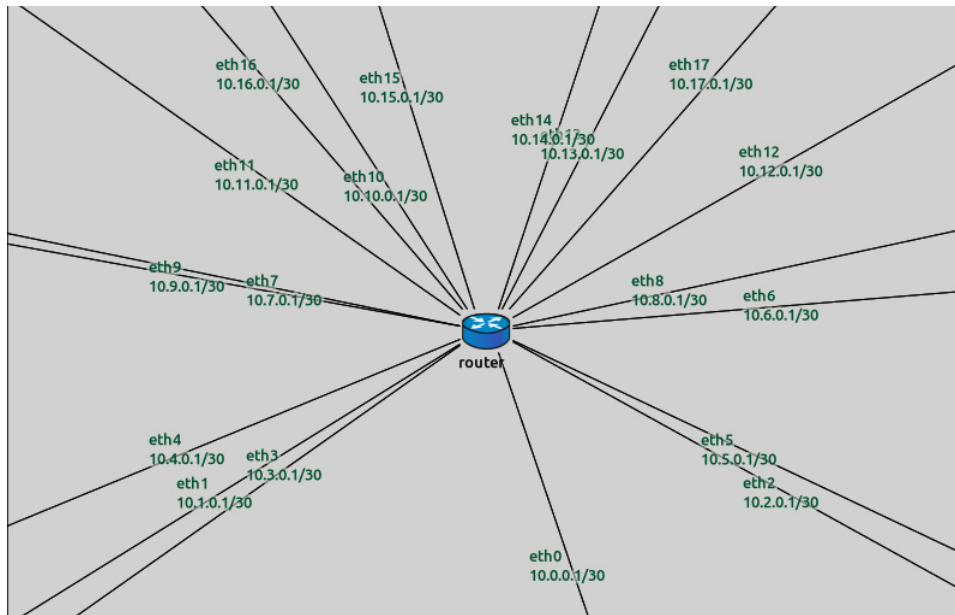 eth16
10.16.0.1/30
eth15
10.15.0.1/30
eth17
10.17.0.1/30
eth14
10.14.0.1/30
eth13
10.13.0.1/30
eth12
10.12.0.1/30
eth11
10.11.0.1/30
eth10
10.10.0.1/30
eth9
10.9.0.1/30
eth7
10.7.0.1/30
eth8
10.8.0.1/30
eth6
10.6.0.1/30
router
eth4
10.4.0.1/30
eth3
10.3.0.1/30
eth1
10.1.0.1/30
eth5
10.5.0.1/30
eth2
10.2.0.1/30
eth0
10.0.0.1/30